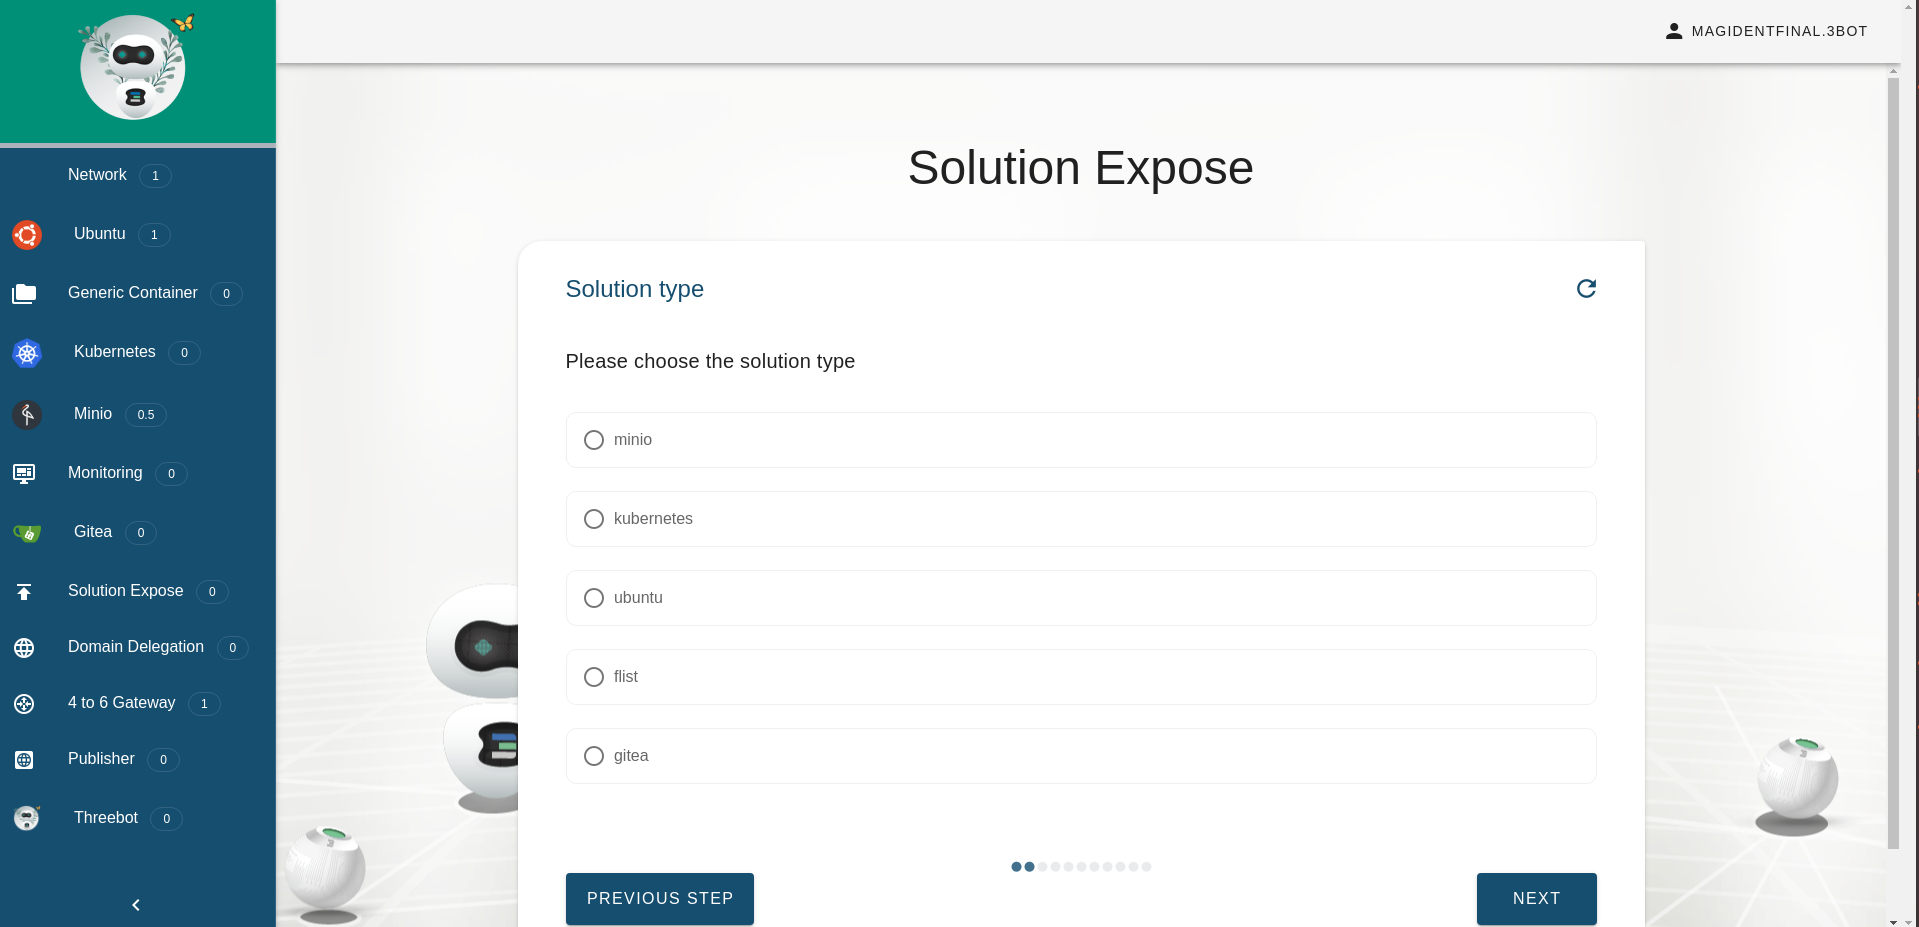 MAGIDENTFINAL.3BOT
Network 1
Ubuntu 1
Generic Container 0
Kubernetes 0
Minio 0.5
Monitoring 0
Gitea 0
Solution Expose 0
Domain Delegation 0
4 to 6 Gateway 1
Publisher 0
Threebot 0
Solution Expose
Solution type
Please choose the solution type
minio
kubernetes
ubuntu
flist
gitea
PREVIOUS STEP
NEXT